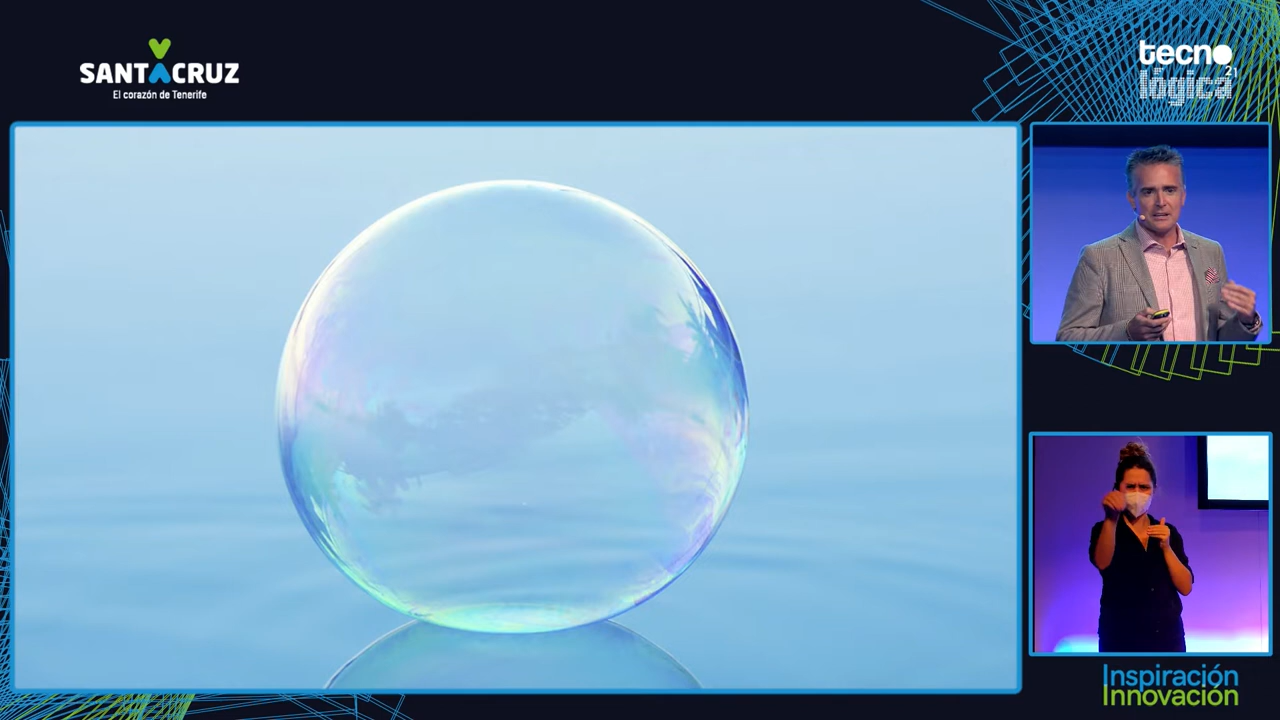 SANTACRUZ
El corazón de Tenerife
tecno
lógica
21
Inspiración
Innovación